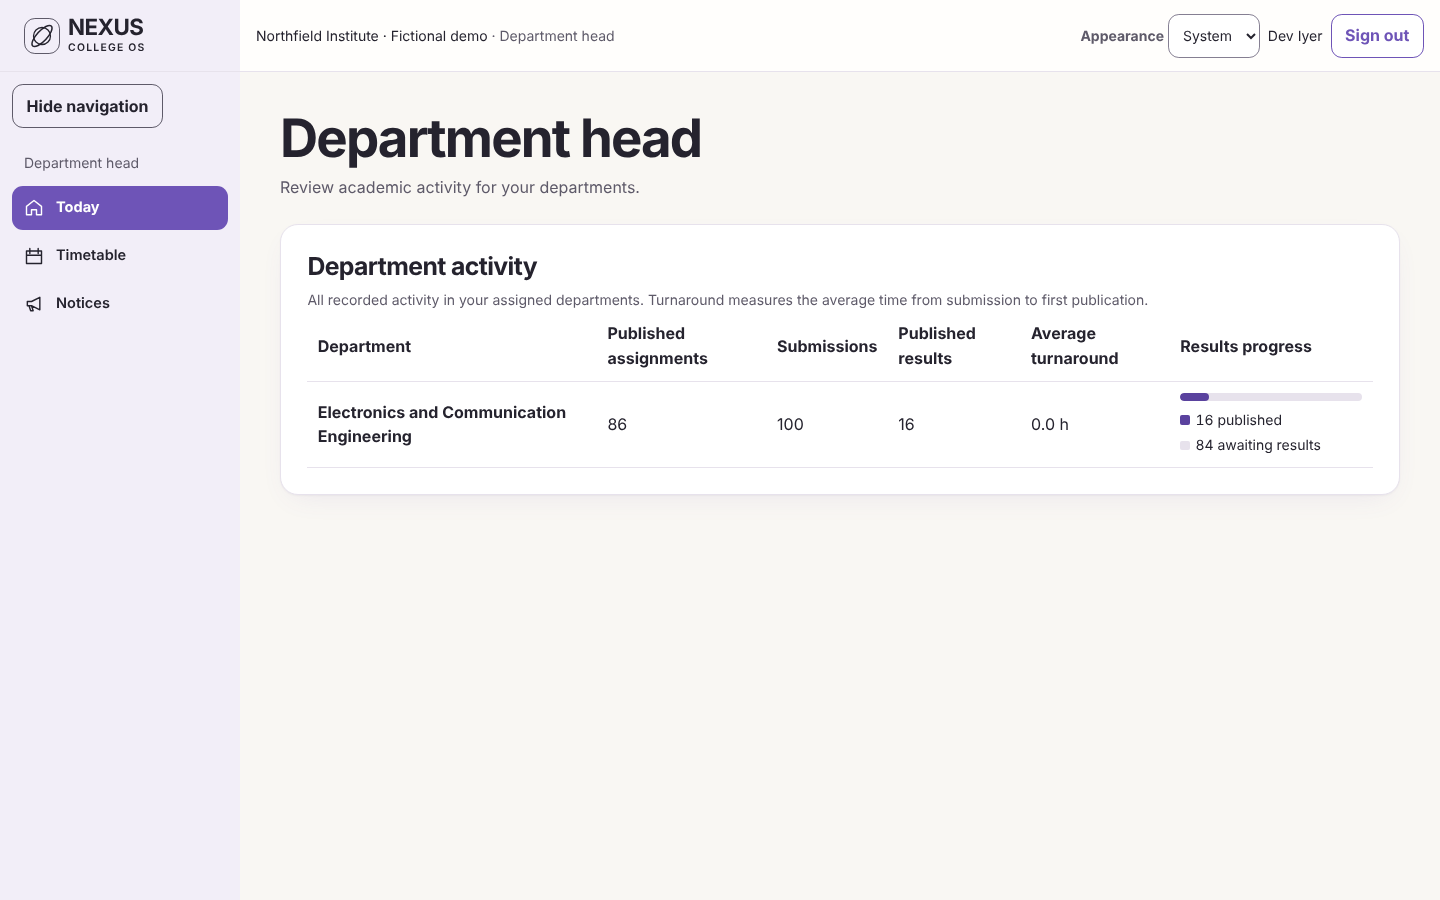 NEXUS
COLLEGE OS
Northfield Institute · Fictional demo · Department head
Appearance
System
Dev Iyer
Sign out
Hide navigation
Department head
Today
Timetable
Notices
Department head
Review academic activity for your departments.
Department activity
All recorded activity in your assigned departments. Turnaround measures the average time from submission to first publication.
Department
Published assignments
Submissions
Published results
Average turnaround
Results progress
Electronics and Communication Engineering
86
100
16
0.0 h
16 published
84 awaiting results